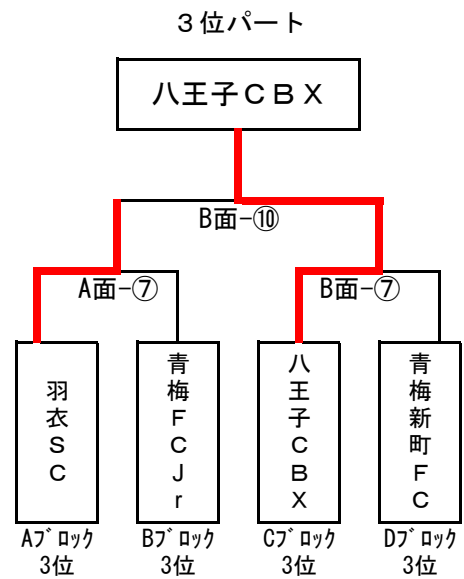 ３位パート
八王子ＣＢＸ
B面-⑩
A面-⑦
B面-⑦
羽衣ＳＣ
青梅ＦＣＪｒ
八王子ＣＢＸ
青梅新町ＦＣ
Aﾌﾞﾛｯｸ
3位
Bﾌﾞﾛｯｸ
3位
Cﾌﾞﾛｯｸ
3位
Dﾌﾞﾛｯｸ
3位